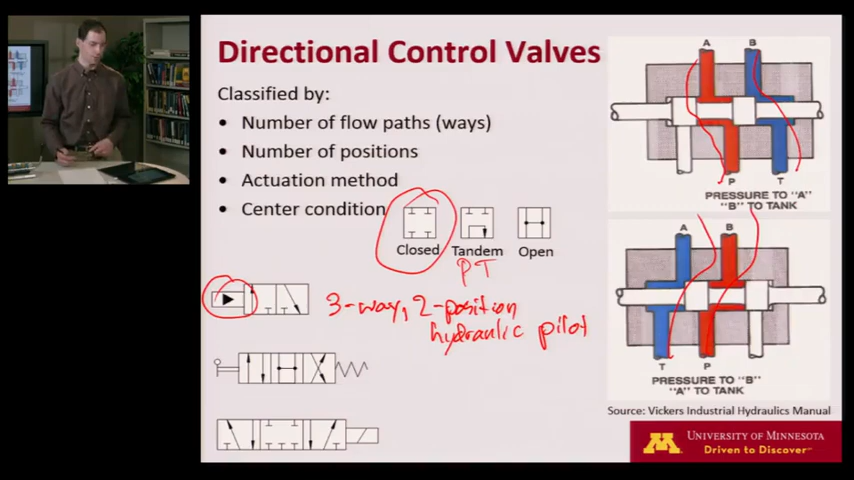 Directional Control Valves
Classified by:
• Number of flow paths (ways)
• Number of positions
• Actuation method
• Center condition
Closed Tandem Open
PT
3-way, 2-position
hydraulic pilot
A B
P T
PRESSURE TO "A"
"B" TO TANK
A B
T P
PRESSURE TO "B"
"A" TO TANK
Source: Vickers Industrial Hydraulics Manual
M UNIVERSITY OF MINNESOTA
Driven to Discover℠